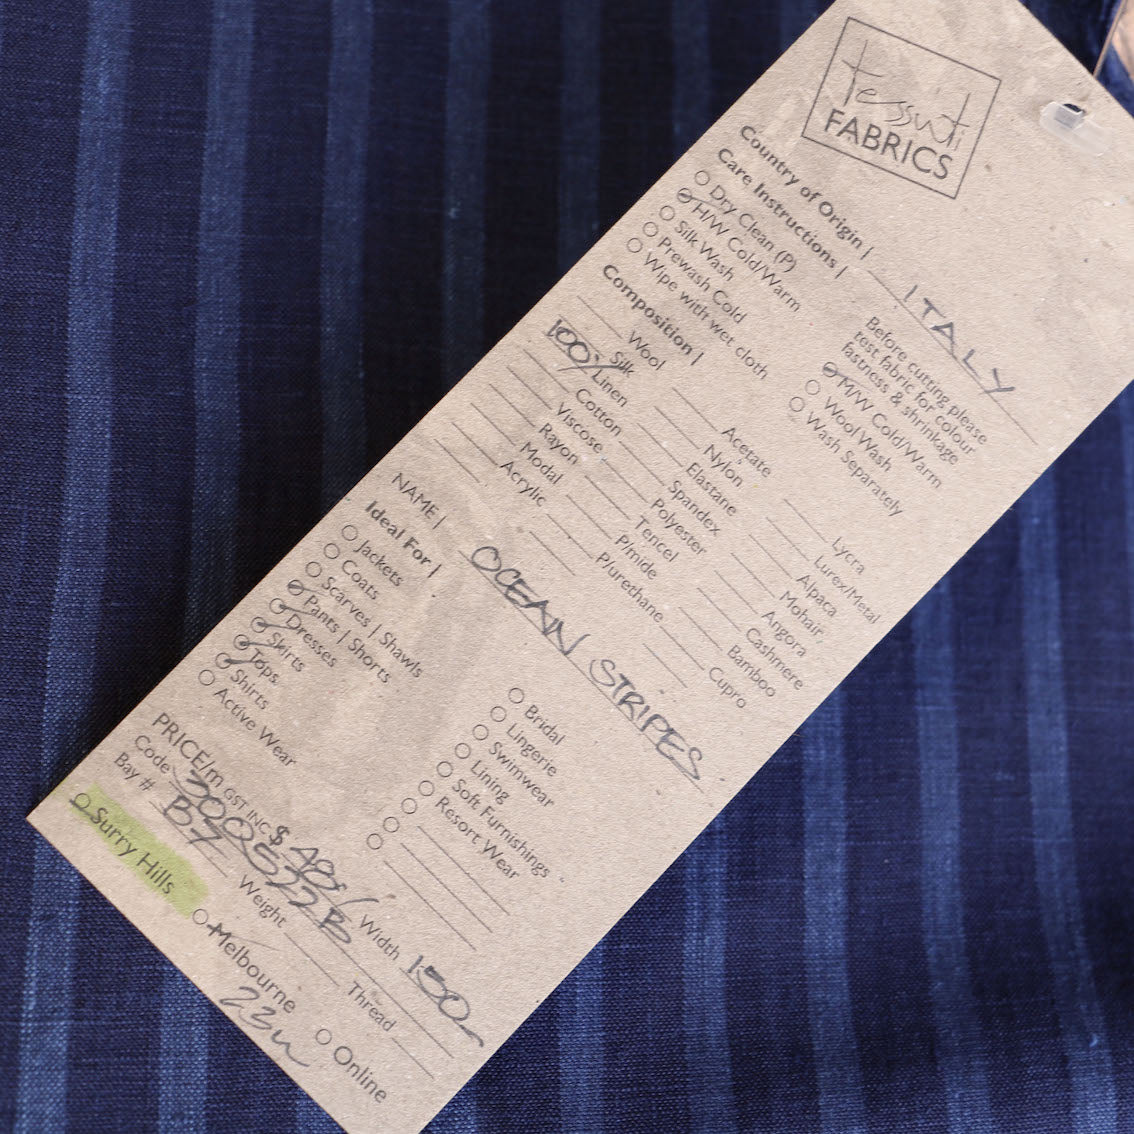 tessuti
FABRICS
Country of Origin | ITALY
Care Instructions |
Dry Clean (P)
H/W Cold/Warm
Silk Wash
Prewash Cold
Wipe with wet cloth
Before cutting please
test fabric for colour
fastness & shrinkage
M/W Cold/Warm
Wool Wash
Wash Separately
Composition |
Wool
Silk
100% Linen
Cotton
Viscose
Rayon
Modal
Acrylic
Acetate
Nylon
Elastane
Spandex
Polyester
Tencel
P/mide
P/urethane
Lycra
Lurex/Metal
Alpaca
Mohair
Angora
Cashmere
Bamboo
Cupro
NAME | OCEAN STRIPES
Ideal For |
Jackets
Coats
Scarves | Shawls
Pants | Shorts
Dresses
Skirts
Tops
Shirts
Active Wear
Bridal
Lingerie
Swimwear
Lining
Soft Furnishings
Resort Wear
PRICE/m GST INC $ Width 150
Code 300522B
Bay # B7 Weight Thread
Surry Hills Melbourne Online